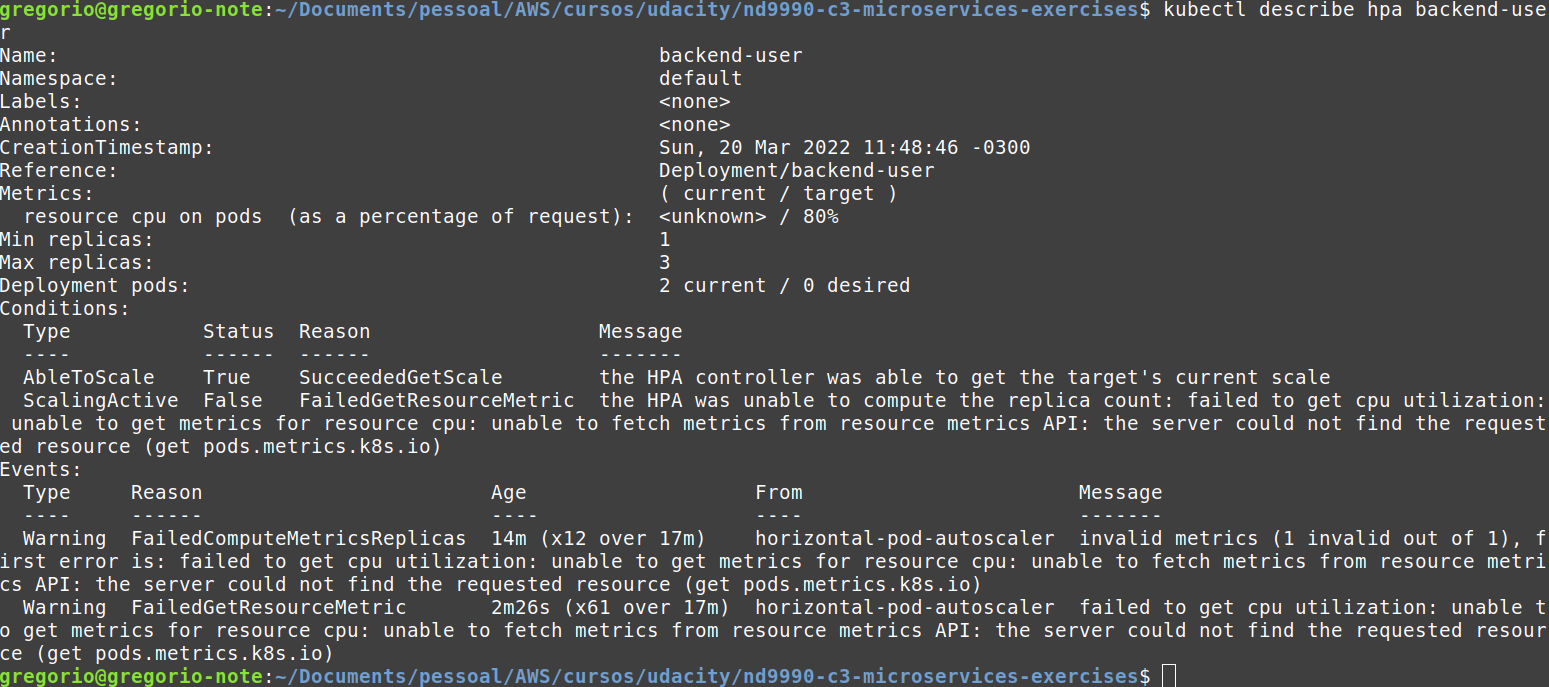 gregorio@gregorio-note:~/Documents/pessoal/AWS/cursos/udacity/nd9990-c3-microservices-exercises$ kubectl describe hpa backend-use
r
Name:                                                  backend-user
Namespace:                                             default
Labels:                                                <none>
Annotations:                                           <none>
CreationTimestamp:                                     Sun, 20 Mar 2022 11:48:46 -0300
Reference:                                             Deployment/backend-user
Metrics:                                               ( current / target )
  resource cpu on pods  (as a percentage of request):  <unknown> / 80%
Min replicas:                                          1
Max replicas:                                          3
Deployment pods:                                       2 current / 0 desired
Conditions:
  Type           Status  Reason                   Message
  ----           ------  ------                   -------
  AbleToScale    True    SucceededGetScale        the HPA controller was able to get the target's current scale
  ScalingActive  False   FailedGetResourceMetric  the HPA was unable to compute the replica count: failed to get cpu utilization:
 unable to get metrics for resource cpu: unable to fetch metrics from resource metrics API: the server could not find the request
ed resource (get pods.metrics.k8s.io)
Events:
  Type     Reason                        Age                   From                       Message
  ----     ------                        ----                  ----                       -------
  Warning  FailedComputeMetricsReplicas  14m (x12 over 17m)    horizontal-pod-autoscaler  invalid metrics (1 invalid out of 1), f
irst error is: failed to get cpu utilization: unable to get metrics for resource cpu: unable to fetch metrics from resource metri
cs API: the server could not find the requested resource (get pods.metrics.k8s.io)
  Warning  FailedGetResourceMetric       2m26s (x61 over 17m)  horizontal-pod-autoscaler  failed to get cpu utilization: unable t
o get metrics for resource cpu: unable to fetch metrics from resource metrics API: the server could not find the requested resour
ce (get pods.metrics.k8s.io)
gregorio@gregorio-note:~/Documents/pessoal/AWS/cursos/udacity/nd9990-c3-microservices-exercises$